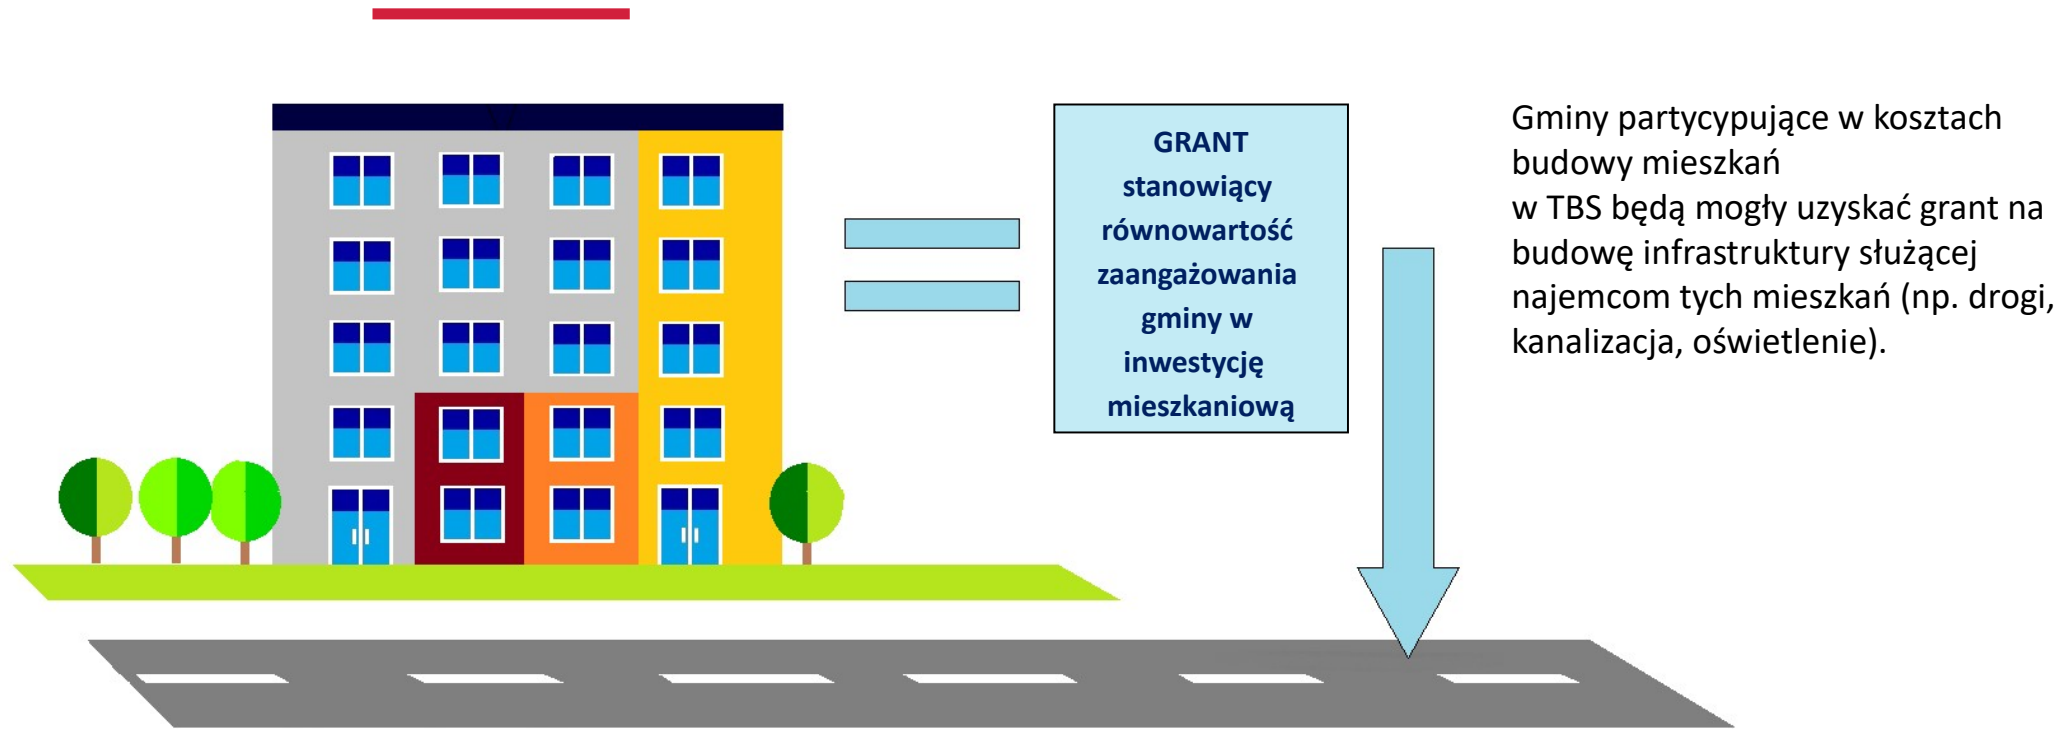 GRANT
stanowiący
równowartość
zaangażowania
gminy w
inwestycję
mieszkaniową
Gminy partycypujące w kosztach
budowy mieszkań
w TBS będą mogły uzyskać grant na
budowę infrastruktury służącej
najemcom tych mieszkań (np. drogi,
kanalizacja, oświetlenie).